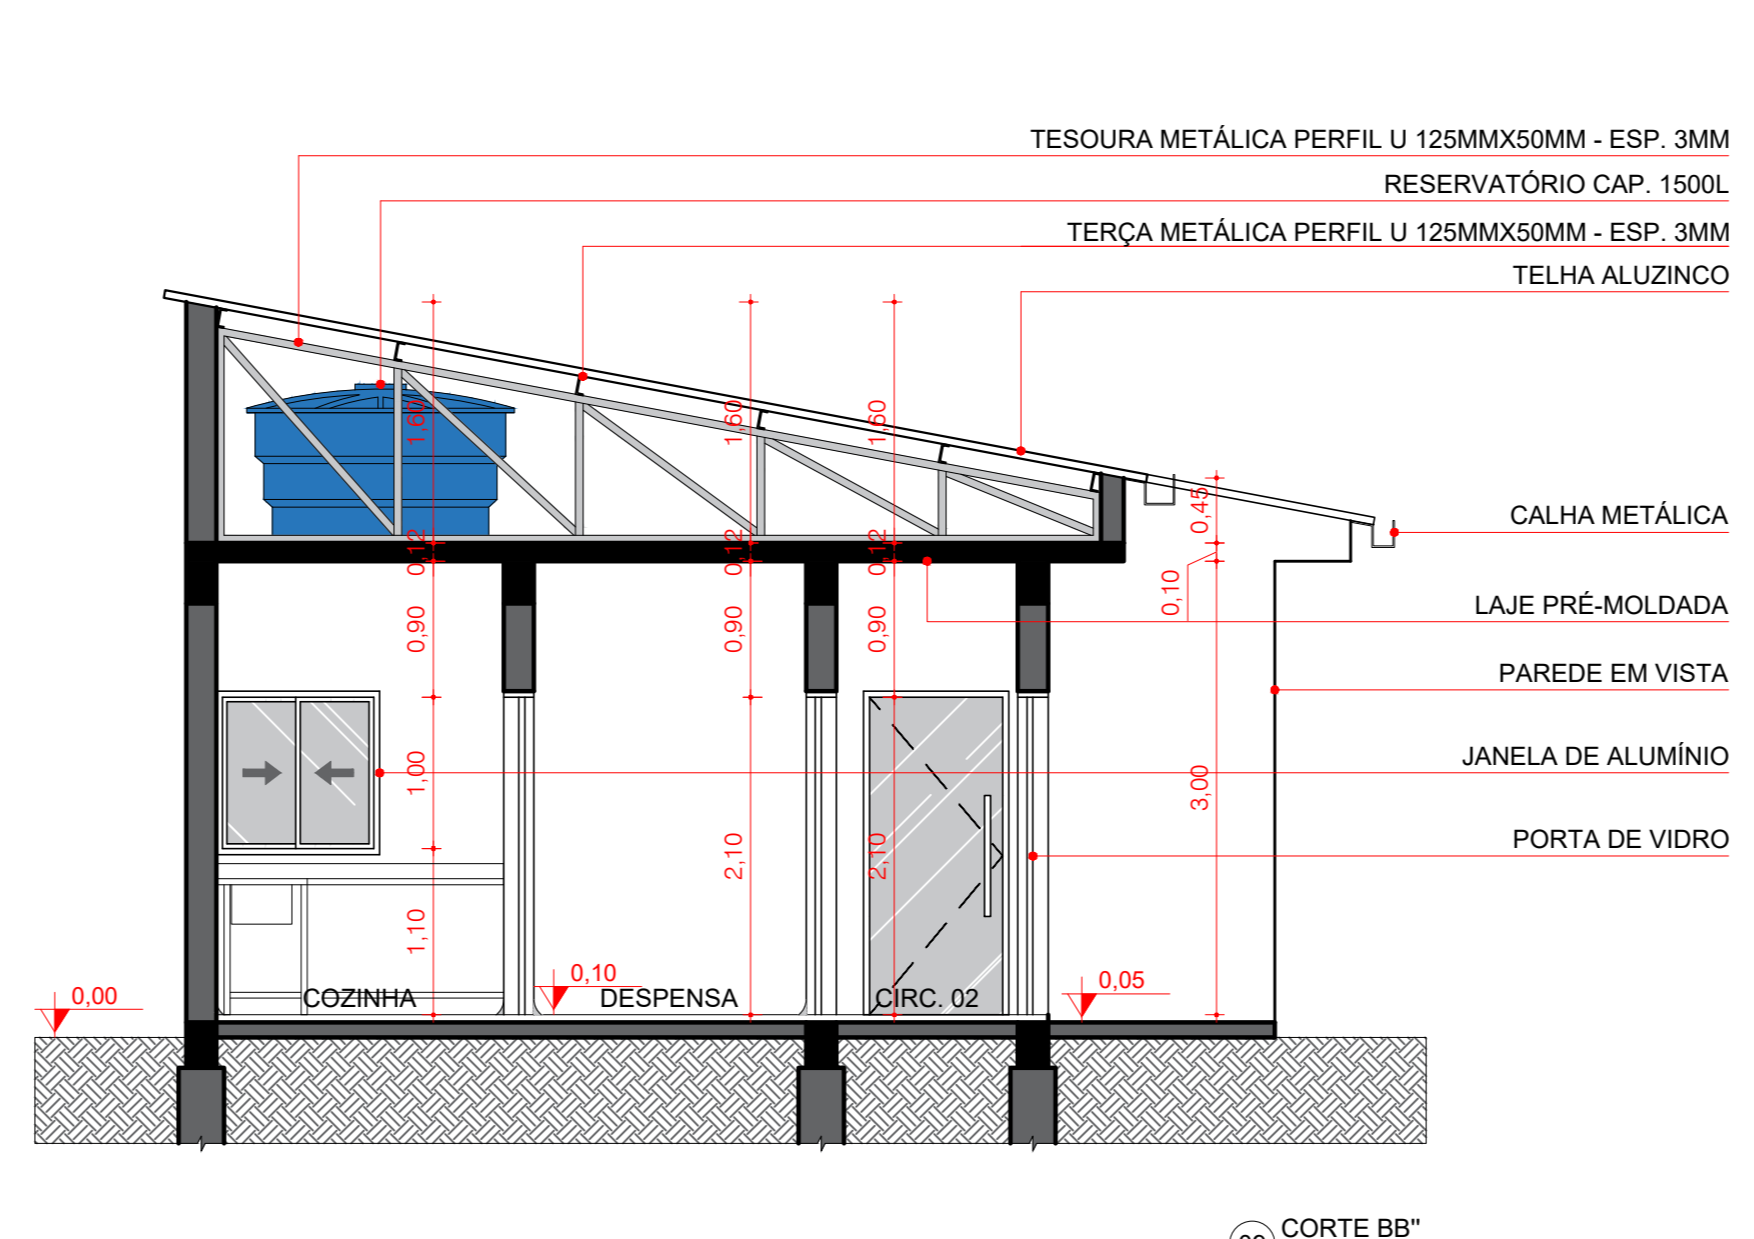 TESOURA METÁLICA PERFIL U 125MMX50MM - ESP. 3MM
RESERVATÓRIO CAP. 1500L
TERÇA METÁLICA PERFIL U 125MMX50MM - ESP. 3MM
TELHA ALUZINCO
1,60
1,60
1,60
0,45
CALHA METÁLICA
0,12
0,12
0,12
0,10
LAJE PRÉ-MOLDADA
0,90
0,90
0,90
PAREDE EM VISTA
JANELA DE ALUMÍNIO
1,00
3,00
PORTA DE VIDRO
2,10
2,10
1,10
0,00
0,10
0,05
COZINHA
DESPENSA
CIRC. 02
CORTE BB"